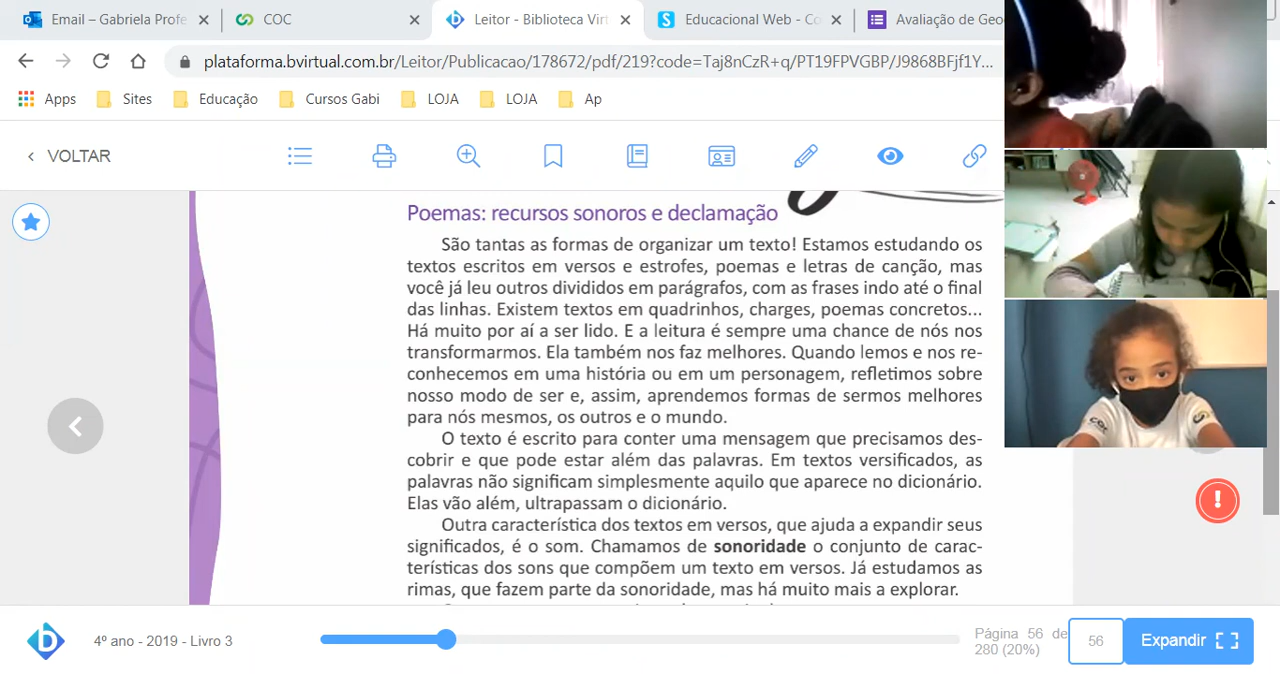 Email – Gabriela Profe
COC
Leitor - Biblioteca Virt
Educacional Web - Co
Avaliação de Geo
plataforma.bvirtual.com.br/Leitor/Publicacao/178672/pdf/219?code=Taj8nCzR+q/PT19FPVGBP/J9868BFjf1Y...
Apps
Sites
Educação
Cursos Gabi
LOJA
LOJA
Ap
VOLTAR
Poemas: recursos sonoros e declamação
São tantas as formas de organizar um texto! Estamos estudando os
textos escritos em versos e estrofes, poemas e letras de canção, mas
você já leu outros divididos em parágrafos, com as frases indo até o final
das linhas. Existem textos em quadrinhos, charges, poemas concretos...
Há muito por aí a ser lido. E a leitura é sempre uma chance de nós nos
transformarmos. Ela também nos faz melhores. Quando lemos e nos re-
conhecemos em uma história ou em um personagem, refletimos sobre
nosso modo de ser e, assim, aprendemos formas de sermos melhores
para nós mesmos, os outros e o mundo.
O texto é escrito para conter uma mensagem que precisamos des-
cobrir e que pode estar além das palavras. Em textos versificados, as
palavras não significam simplesmente aquilo que aparece no dicionário.
Elas vão além, ultrapassam o dicionário.
Outra característica dos textos em versos, que ajuda a expandir seus
significados, é o som. Chamamos de sonoridade o conjunto de carac-
terísticas dos sons que compõem um texto em versos. Já estudamos as
rimas, que fazem parte da sonoridade, mas há muito mais a explorar.
4º ano - 2019 - Livro 3
Página 56 de
280 (20%)
56
Expandir